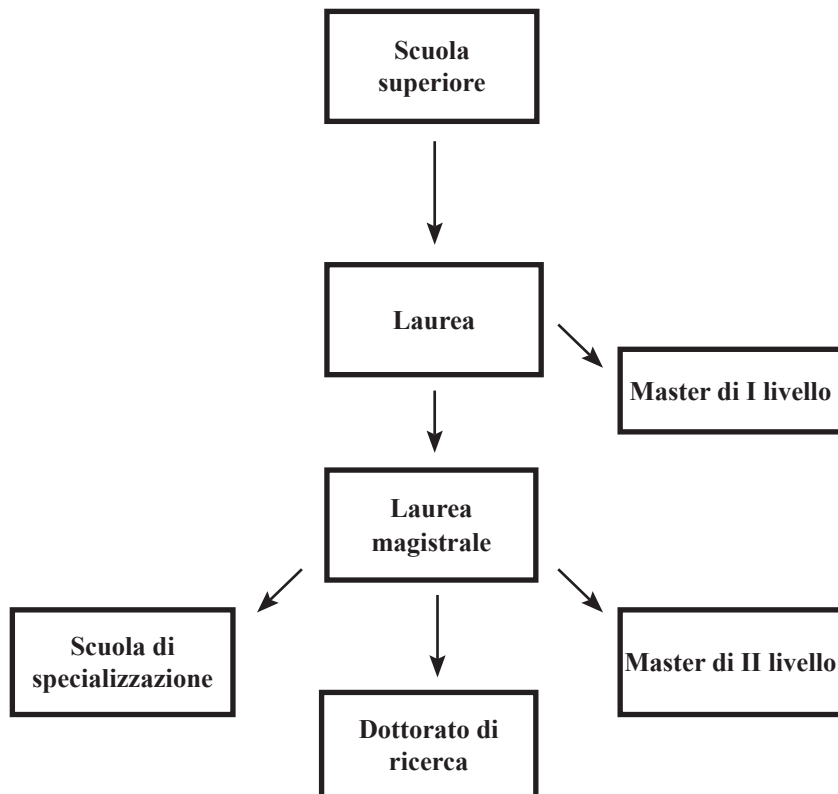 Scuola
superiore
Laurea
Master di I livello
Laurea
magistrale
Scuola di
specializzazione
Master di II livello
Dottorato di
ricerca